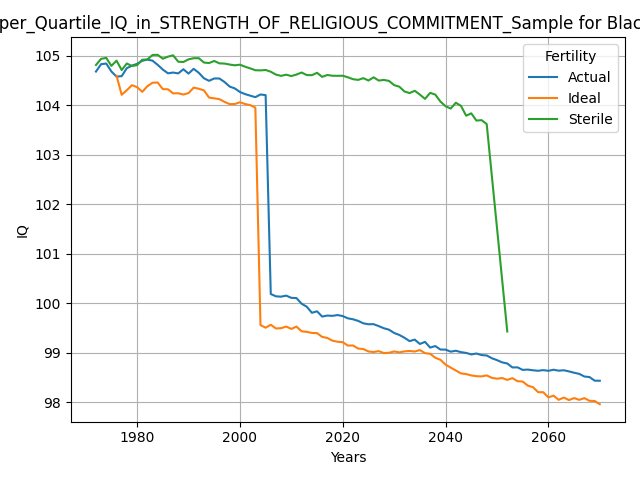 per_Quartile_IQ_in_STRENGTH_OF_RELIGIOUS_COMMITMENT_Sample for Blac
Fertility
Actual
Ideal
Sterile
105
104
103
102
101
100
99
98
IQ
1980
2000
2020
2040
2060
Years